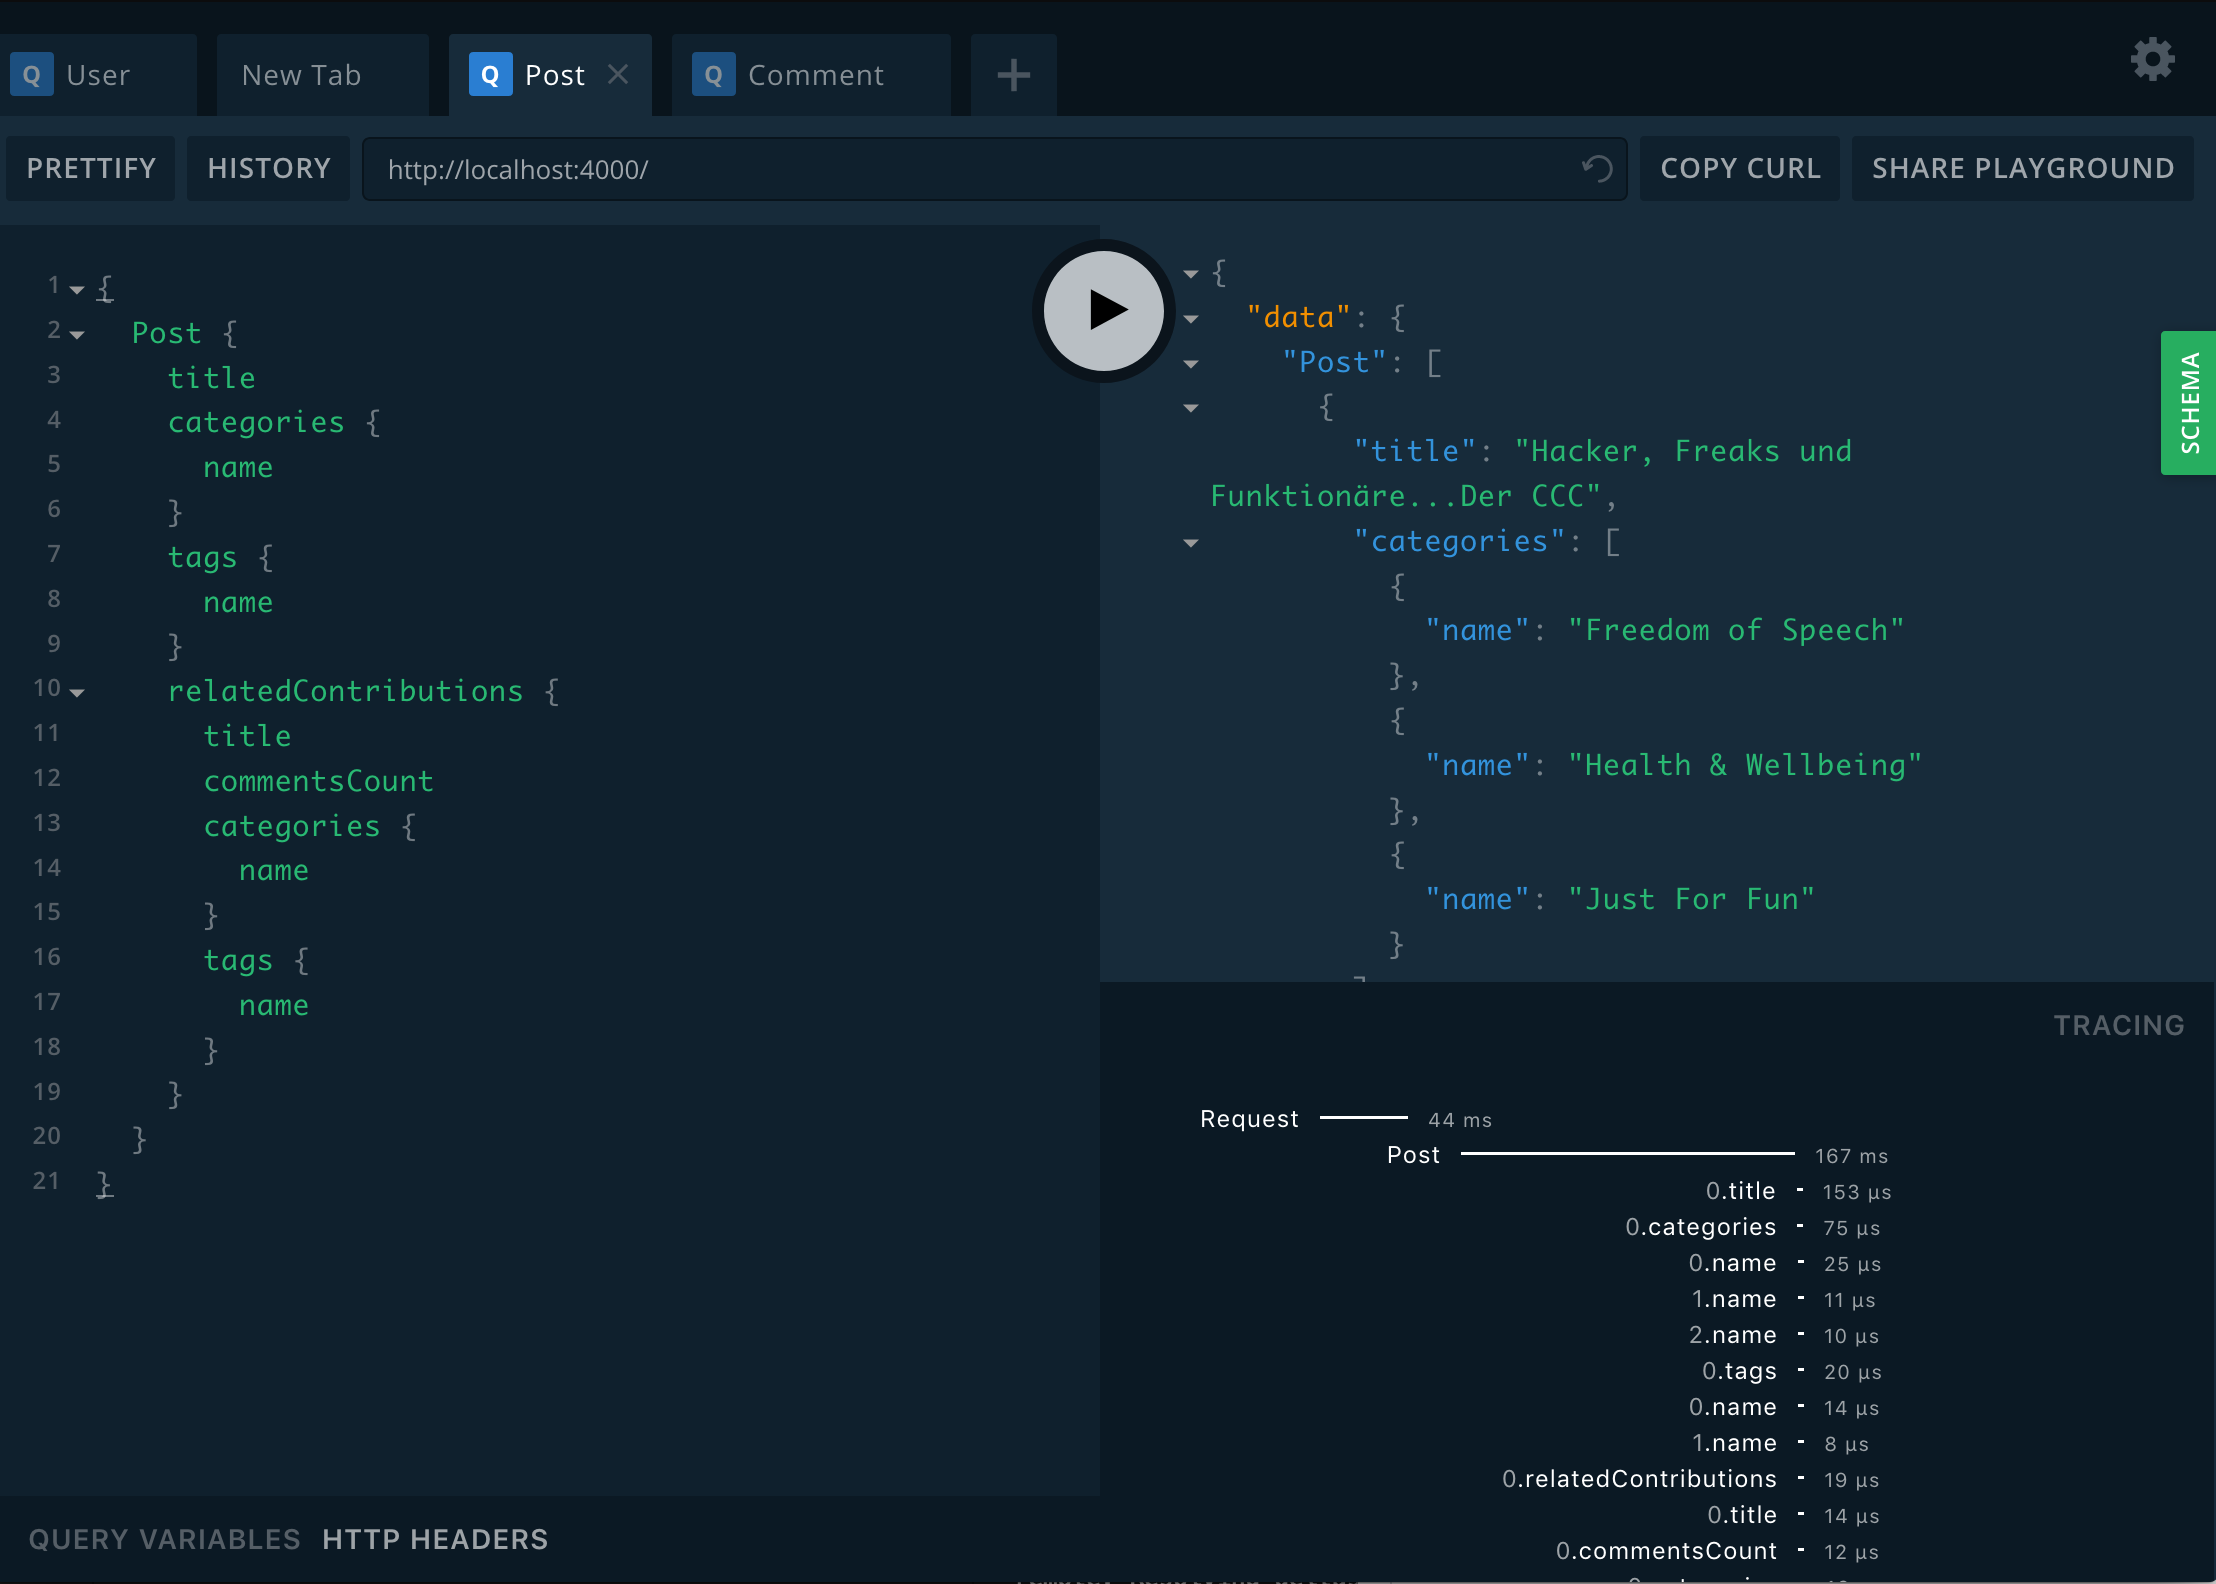 Q User
New Tab
Q Post
Q Comment
PRETTIFY
HISTORY
http://localhost:4000/
COPY CURL
SHARE PLAYGROUND
1 {
2 Post {
3 title
4 categories {
5 name
6 }
7 tags {
8 name
9 }
10 relatedContributions {
11 title
12 commentsCount
13 categories {
14 name
15 }
16 tags {
17 name
18 }
19 }
20 }
21 }
{
"data": {
"Post": [
{
"title": "Hacker, Freaks und
Funktionäre...Der CCC",
"categories": [
{
"name": "Freedom of Speech"
},
{
"name": "Health & Wellbeing"
},
{
"name": "Just For Fun"
}
SCHEMA
TRACING
Request 44 ms
Post 167 ms
0.title - 153 µs
0.categories - 75 µs
0.name - 25 µs
1.name - 11 µs
2.name - 10 µs
0.tags - 20 µs
0.name - 14 µs
1.name - 8 µs
0.relatedContributions - 19 µs
0.title - 14 µs
0.commentsCount - 12 µs
QUERY VARIABLES
HTTP HEADERS